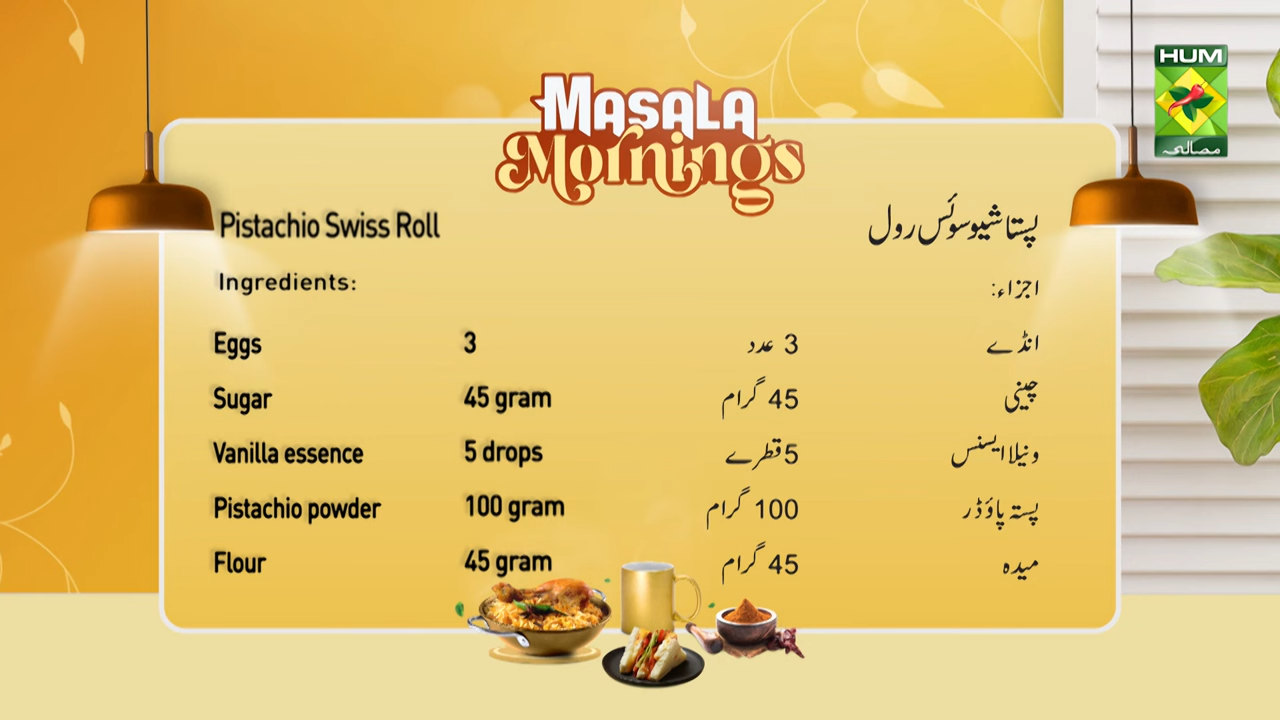 HUM
مصالحہ
MASALA
Mornings
Pistachio Swiss Roll پستاشیو سوئس رول
Ingredients: اجزاء:
Eggs 3 3 عدد انڈے
Sugar 45 gram 45 گرام چینی
Vanilla essence 5 drops 5 قطرے ونیلا ایسنس
Pistachio powder 100 gram 100 گرام پستہ پاؤڈر
Flour 45 gram 45 گرام میدہ